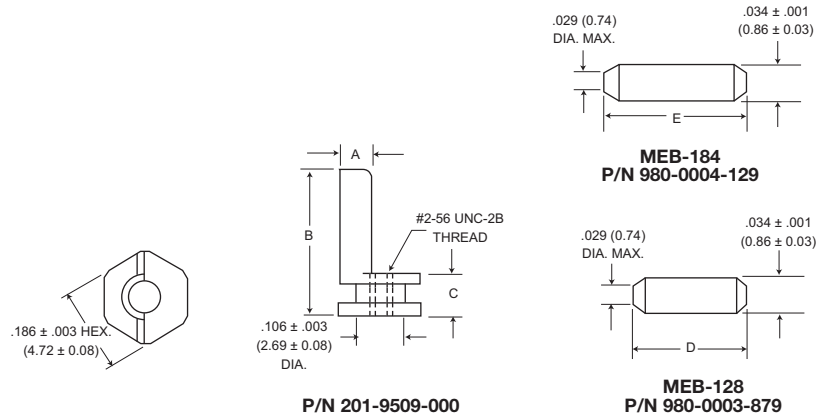 .186 ± .003 HEX.
(4.72 ± 0.08)
A
B
#2-56 UNC-2B
THREAD
C
.106 ± .003
(2.69 ± 0.08)
DIA.
P/N 201-9509-000
.029 (0.74)
DIA. MAX.
.034 ± .001
(0.86 ± 0.03)
E
MEB-184
P/N 980-0004-129
.029 (0.74)
DIA. MAX.
.034 ± .001
(0.86 ± 0.03)
D
MEB-128
P/N 980-0003-879